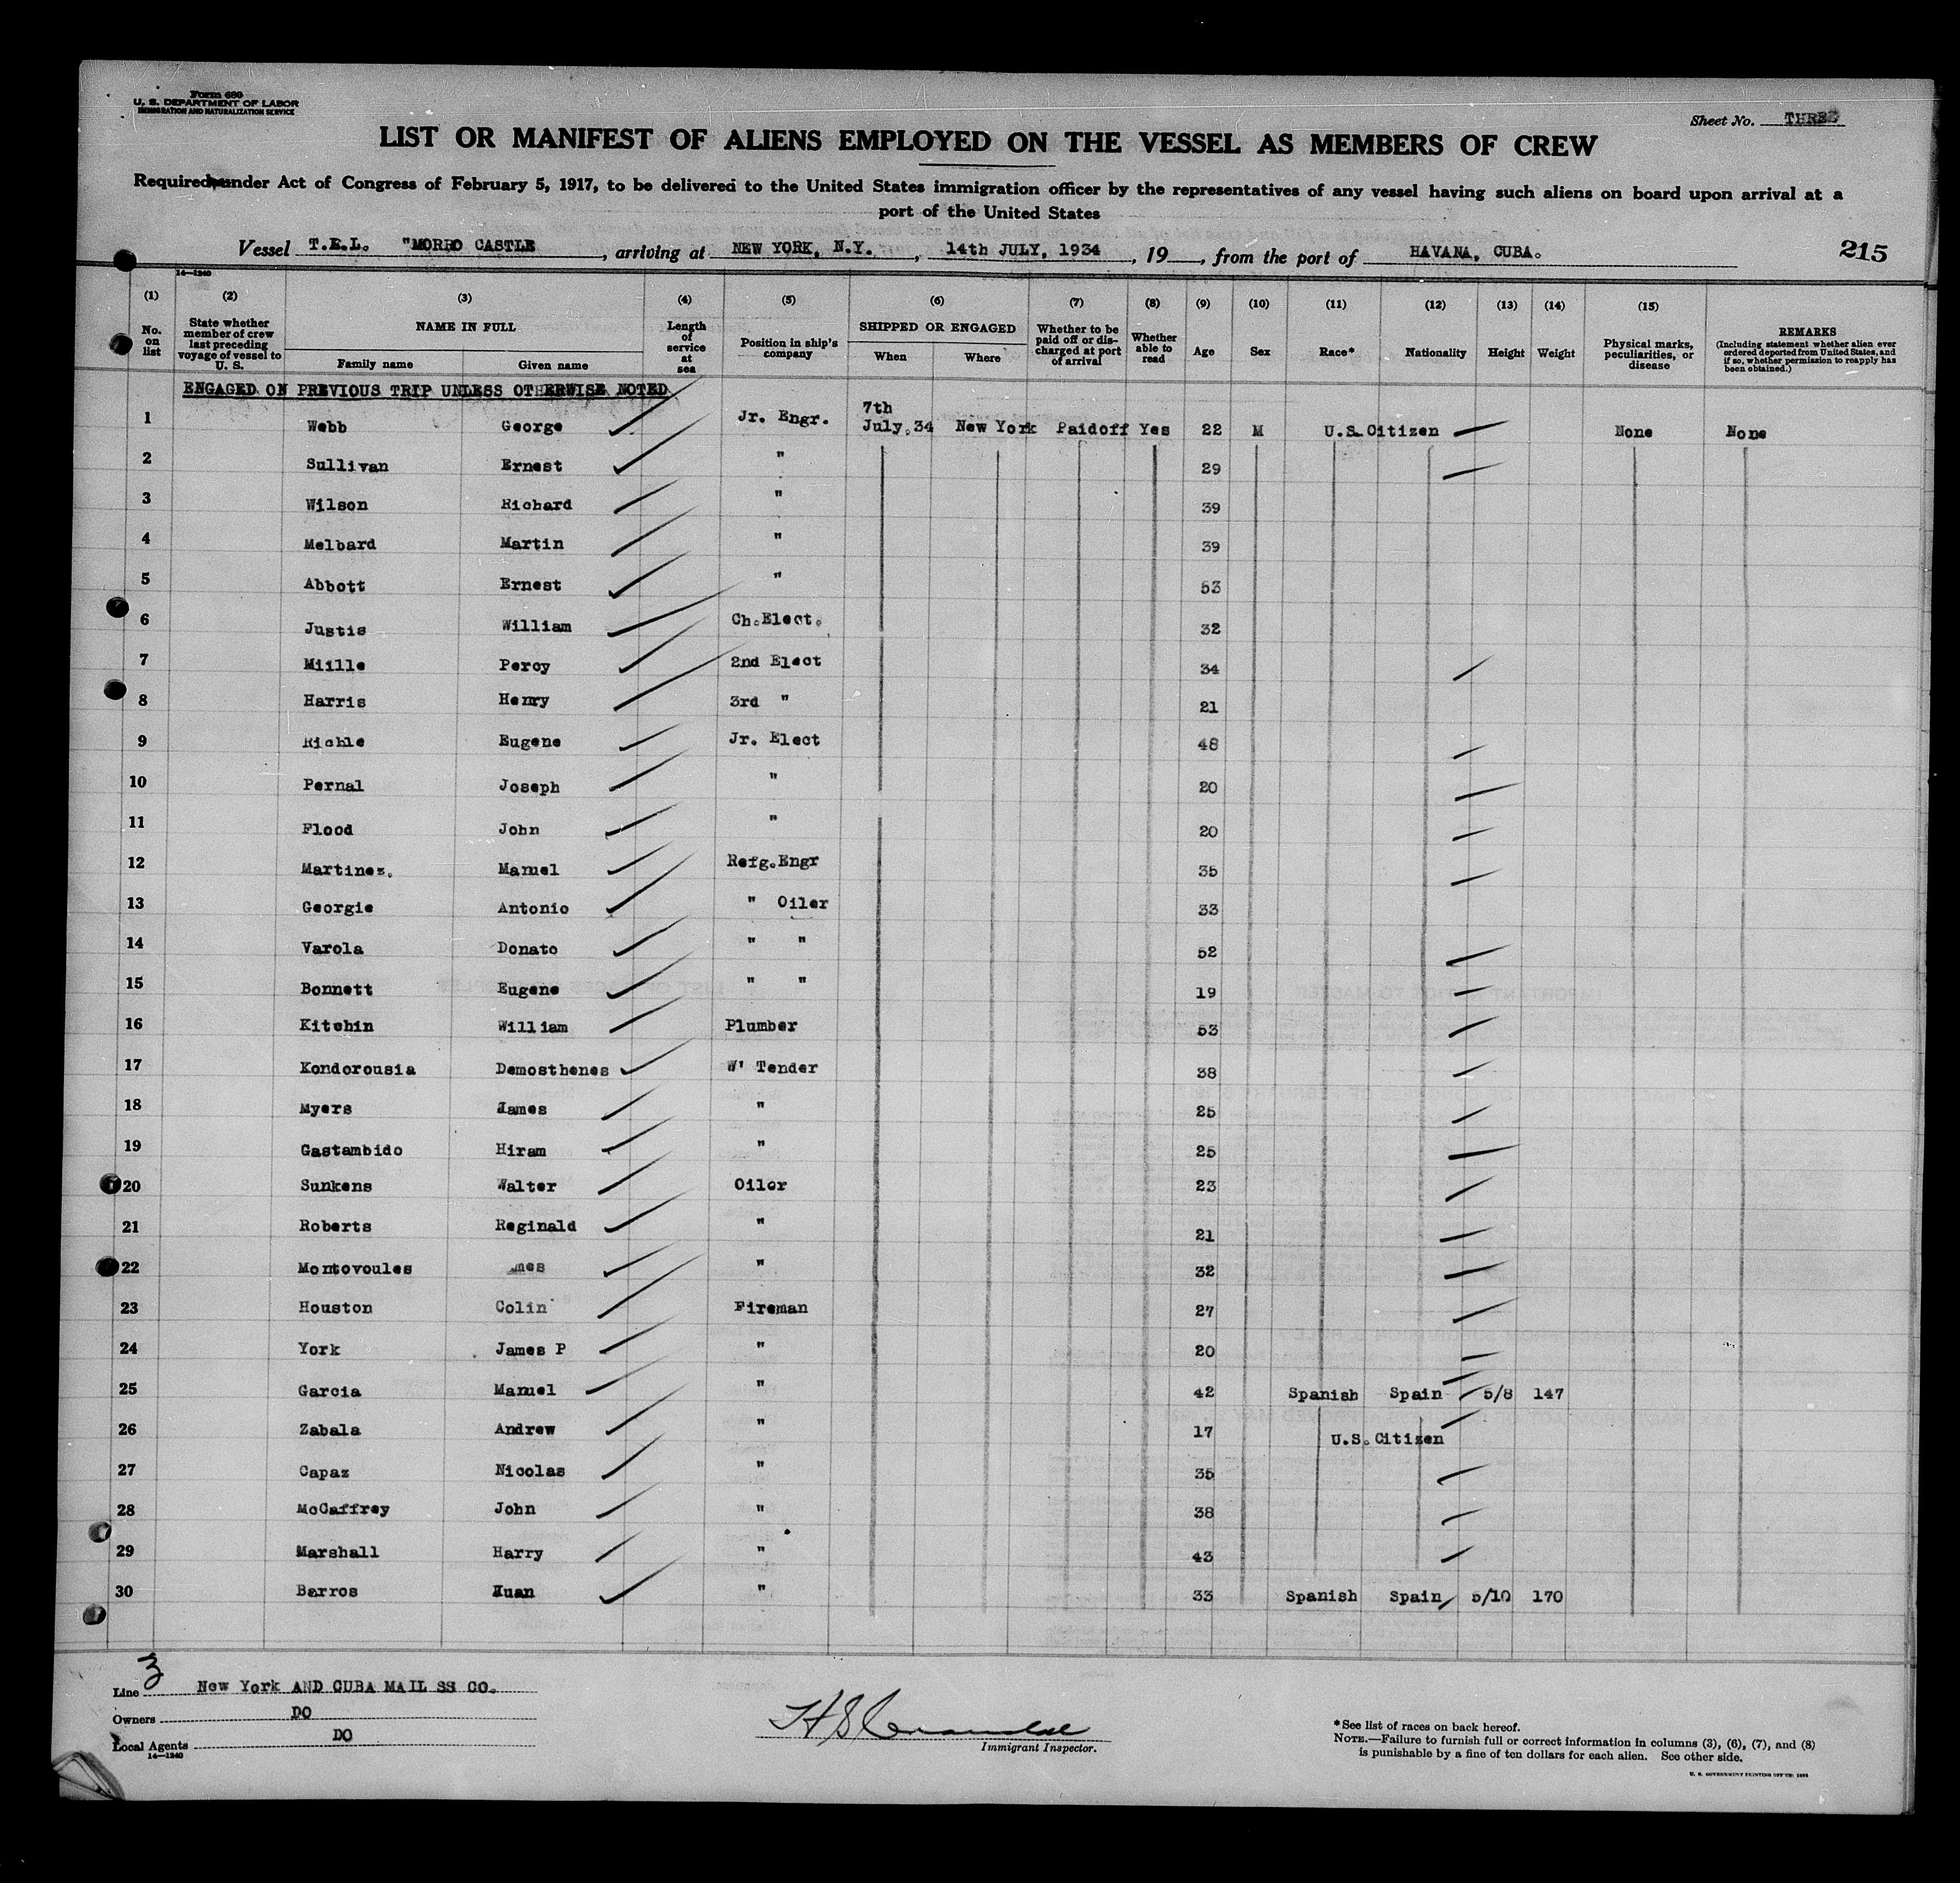 Form 680
U. S. DEPARTMENT OF LABOR
IMMIGRATION AND NATURALIZATION SERVICE
Sheet No. THREE
LIST OR MANIFEST OF ALIENS EMPLOYED ON THE VESSEL AS MEMBERS OF CREW
Required under Act of Congress of February 5, 1917, to be delivered to the United States immigration officer by the representatives of any vessel having such aliens on board upon arrival at a
port of the United States
Vessel T.E.L. "MORRO CASTLE , arriving at NEW YORK, N.Y. , 14th JULY, 1934 , 19 , from the port of HAVANA, CUBA. 215
14—1240
(1) (2) (3) (4) (5) (6) (7) (8) (9) (10) (11) (12) (13) (14) (15)
No. on list
State whether member of crew last preceding voyage of vessel to U. S.
NAME IN FULL
Family name Given name
Length of service at sea
Position in ship's company
SHIPPED OR ENGAGED
When Where
Whether to be paid off or discharged at port of arrival
Whether able to read
Age
Sex
Race*
Nationality
Height
Weight
Physical marks, peculiarities, or disease
REMARKS
(Including statement whether alien ever ordered deported from United States, and if so, whether permission to reapply has been obtained.)
ENGAGED ON PREVIOUS TRIP UNLESS OTHERWISE NOTED
1 Webb George Jr. Engr. 7th July.34 New York Paidoff Yes 22 M U.S.Citizen None None
2 Sullivan Ernest " 29
3 Wilson Richard " 39
4 Melbard Martin " 39
5 Abbott Ernest " 53
6 Justis William Ch.Elect. 32
7 Miille Percy 2nd Elect 34
8 Harris Henry 3rd " 21
9 Richle Eugene Jr. Elect 48
10 Pernal Joseph " 20
11 Flood John " 20
12 Martinez. Manuel Refg.Engr 35
13 Georgie Antonio " Oiler 33
14 Varola Donato " " 52
15 Bonnett Eugene " " 19
16 Kitchin William Plumber 53
17 Kondorousia Demosthenes W' Tender 38
18 Myers James " 25
19 Gastambido Hiram " 25
20 Sunkens Walter Oiler 23
21 Roberts Reginald " 21
22 Montovoules " 32
23 Houston Colin Fireman 27
24 York James P " 20
25 Garcia Manuel " 42 Spanish Spain 5/8 147
26 Zabala Andrew " 17 U.S.Citizen
27 Capaz Nicolas " 35
28 McCaffrey John " 38
29 Marshall Harry " 43
30 Barros Juan " 33 Spanish Spain 5/10 170
3
Line New York AND CUBA MAIL SS CO.
Owners DO
Local Agents DO
14—1240
Immigrant Inspector.
*See list of races on back hereof.
NOTE.—Failure to furnish full or correct information in columns (3), (6), (7), and (8)
is punishable by a fine of ten dollars for each alien. See other side.